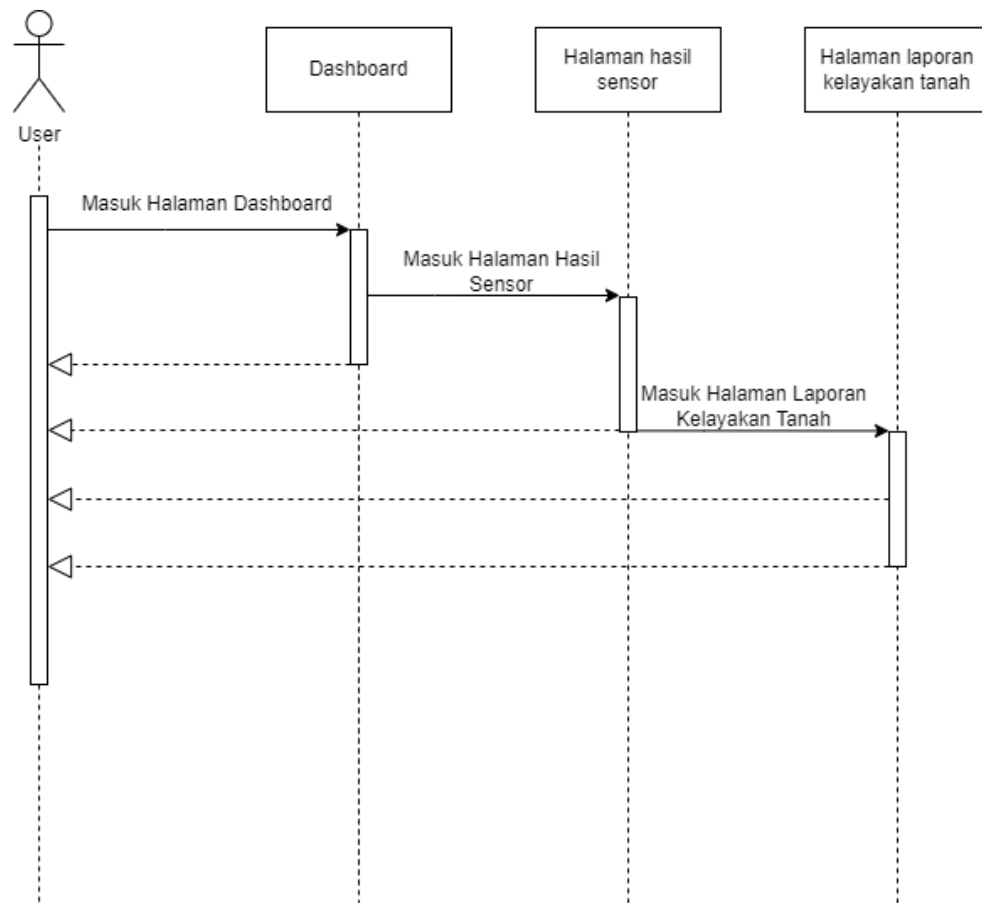 User
Dashboard
Halaman hasil
sensor
Halaman laporan
kelayakan tanah
Masuk Halaman Dashboard
Masuk Halaman Hasil
Sensor
Masuk Halaman Laporan
Kelayakan Tanah